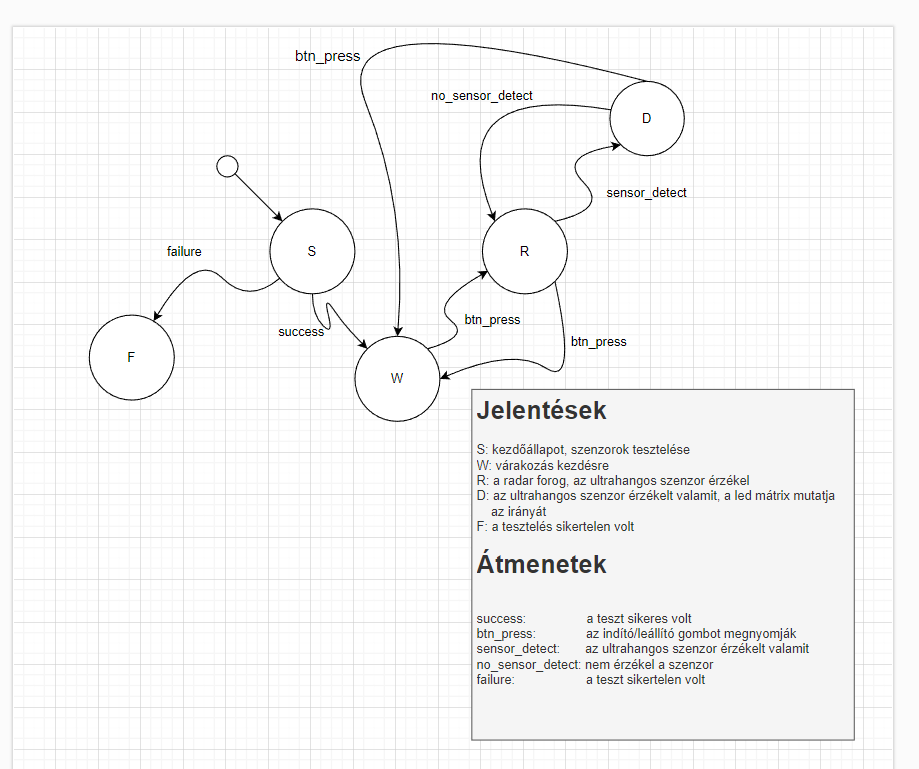 btn_press
no_sensor_detect
D
sensor_detect
failure
S
R
success
btn_press
btn_press
F
W
Jelentések
S: kezdőállapot, szenzorok tesztelése
W: várakozás kezdésre
R: a radar forog, az ultrahangos szenzor érzékel
D: az ultrahangos szenzor érzékelt valamit, a led mátrix mutatja
az irányát
F: a tesztelés sikertelen volt
Átmenetek
success: a teszt sikeres volt
btn_press: az indító/leállító gombot megnyomják
sensor_detect: az ultrahangos szenzor érzékelt valamit
no_sensor_detect: nem érzékel a szenzor
failure: a teszt sikertelen volt